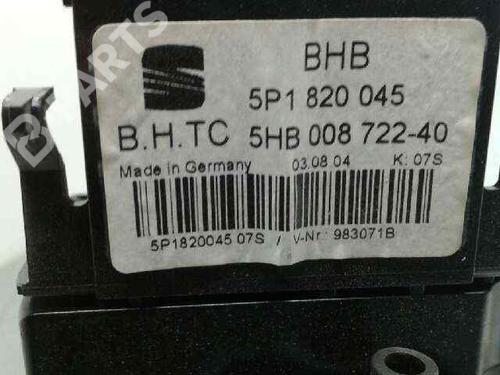 BHB
5P1 820 045
B.H.TC 5HB 008 722-40
Made in Germany 03.08 04 K: 07S
5P1820045 07S / V-Nr: 983071B
B-PARTS